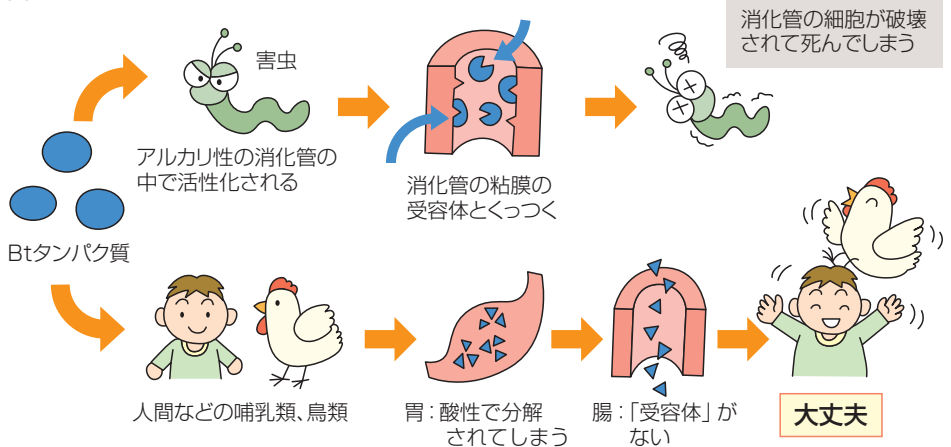 消化管の細胞が破壊
されて死んでしまう
害虫
アルカリ性の消化管の
中で活性化される
消化管の粘膜の
受容体とくっつく
Btタンパク質
人間などの哺乳類、鳥類
胃：酸性で分解
されてしまう
腸：「受容体」が
ない
大丈夫